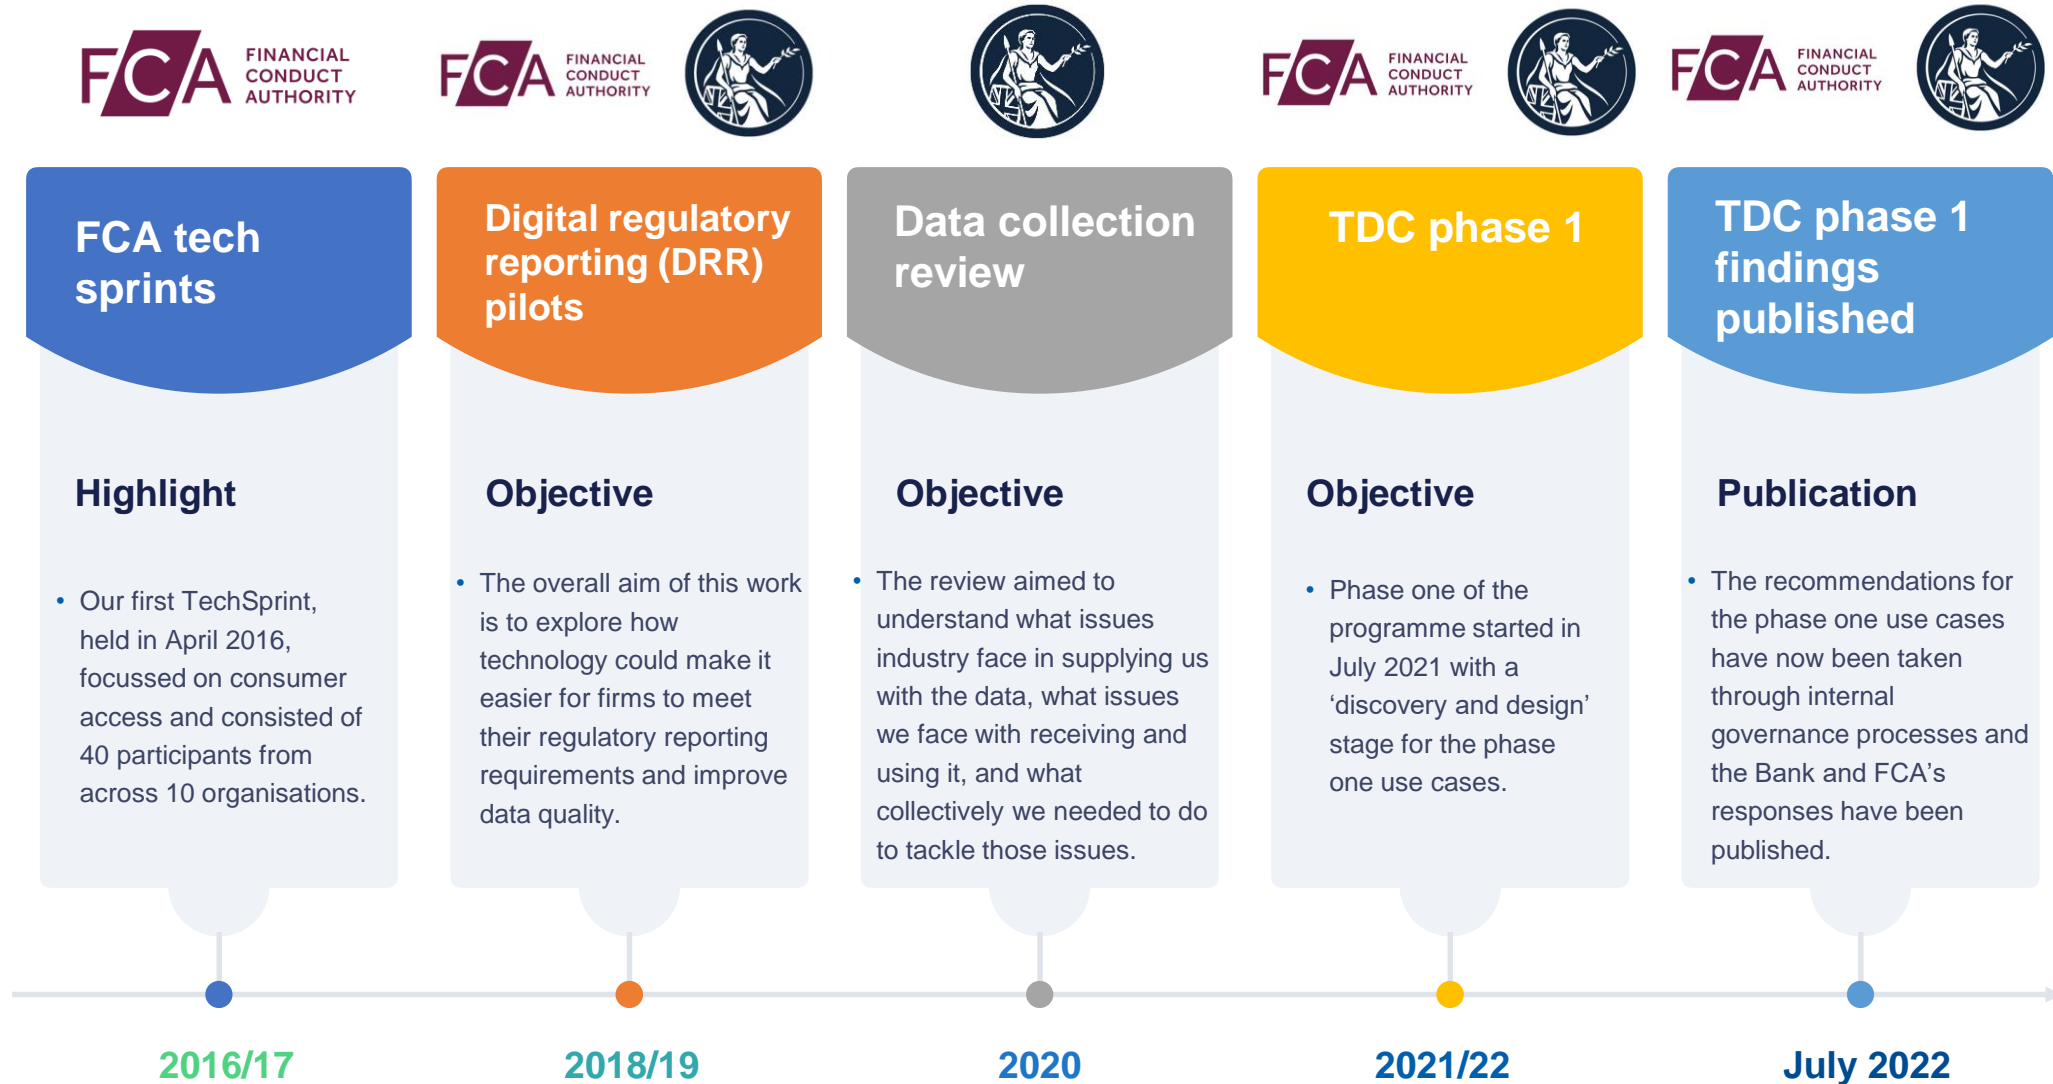 FCA FINANCIAL
CONDUCT
AUTHORITY
FCA FINANCIAL
CONDUCT
AUTHORITY
FCA FINANCIAL
CONDUCT
AUTHORITY
FCA FINANCIAL
CONDUCT
AUTHORITY
FCA tech
sprints
Highlight
• Our first TechSprint,
held in April 2016,
focussed on consumer
access and consisted of
40 participants from
across 10 organisations.
2016/17
Digital regulatory
reporting (DRR)
pilots
Objective
• The overall aim of this work
is to explore how
technology could make it
easier for firms to meet
their regulatory reporting
requirements and improve
data quality.
2018/19
Data collection
review
Objective
• The review aimed to
understand what issues
industry face in supplying us
with the data, what issues
we face with receiving and
using it, and what
collectively we needed to do
to tackle those issues.
2020
TDC phase 1
Objective
• Phase one of the
programme started in
July 2021 with a
‘discovery and design’
stage for the phase
one use cases.
2021/22
TDC phase 1
findings
published
Publication
• The recommendations for
the phase one use cases
have now been taken
through internal
governance processes and
the Bank and FCA’s
responses have been
published.
July 2022